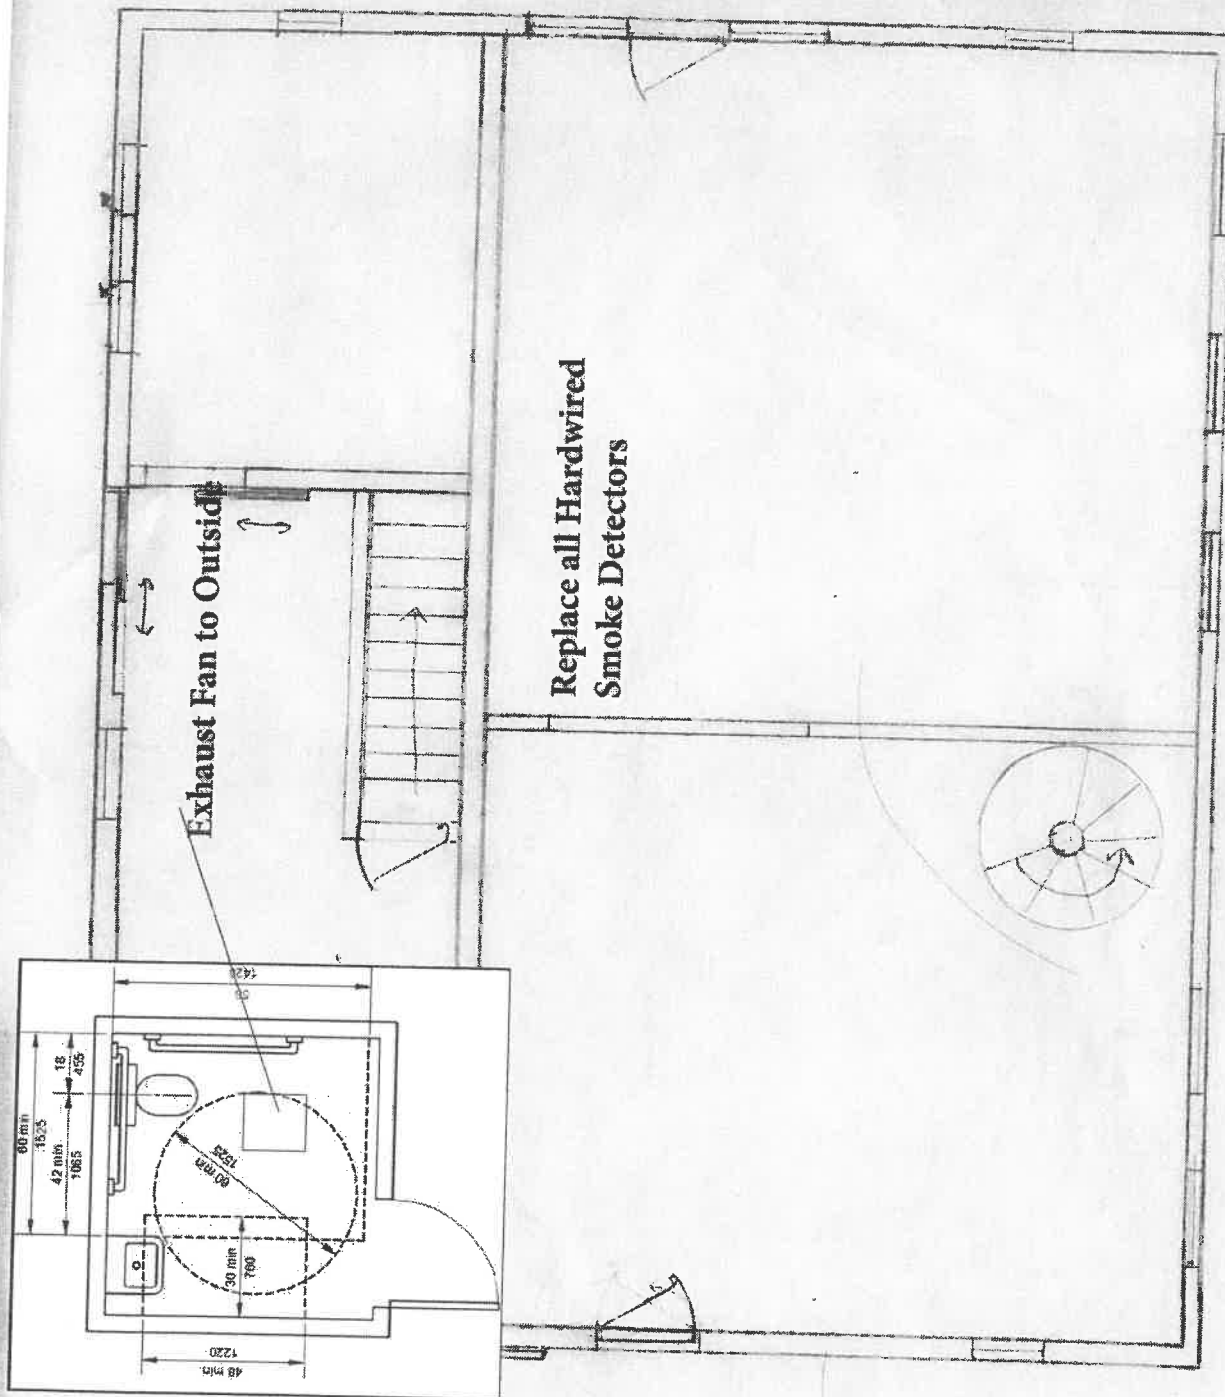 Exhaust Fan to Outside
Replace all Hardwired
Smoke Detectors
60 min
1525
42 min
1065
18
455
1420
60 min
1525
30 min
760
48 min.
1220